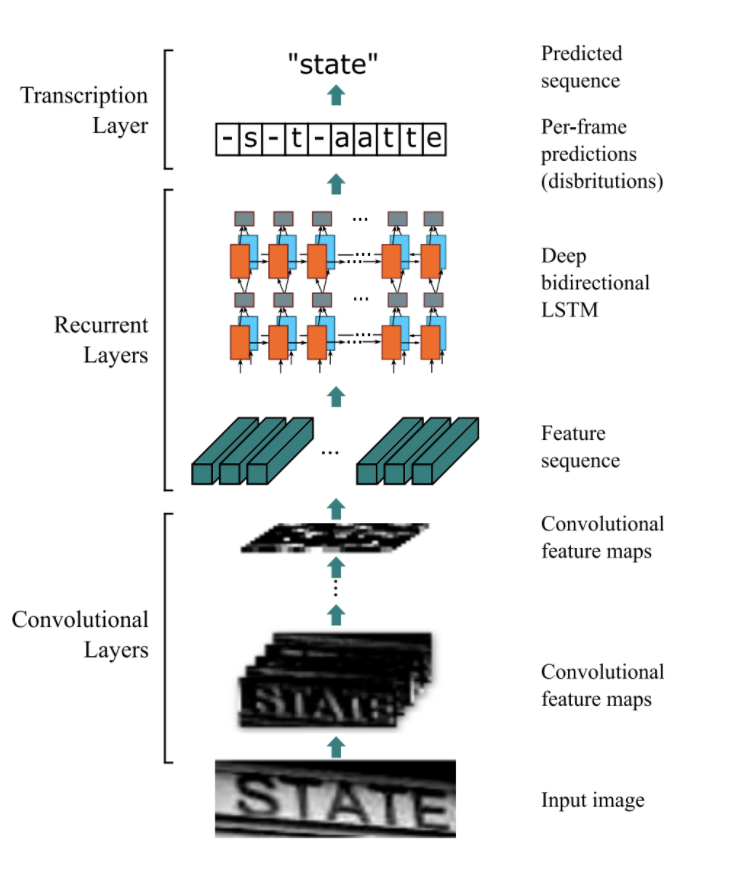 "state"
Predicted
sequence
Transcription
Layer
-s-t-aatte
Per-frame
predictions
(disbritutions)
...
Deep
bidirectional
LSTM
...
Recurrent
Layers
...
Feature
sequence
Convolutional
feature maps
...
Convolutional
Layers
STATE
Convolutional
feature maps
STATE
Input image